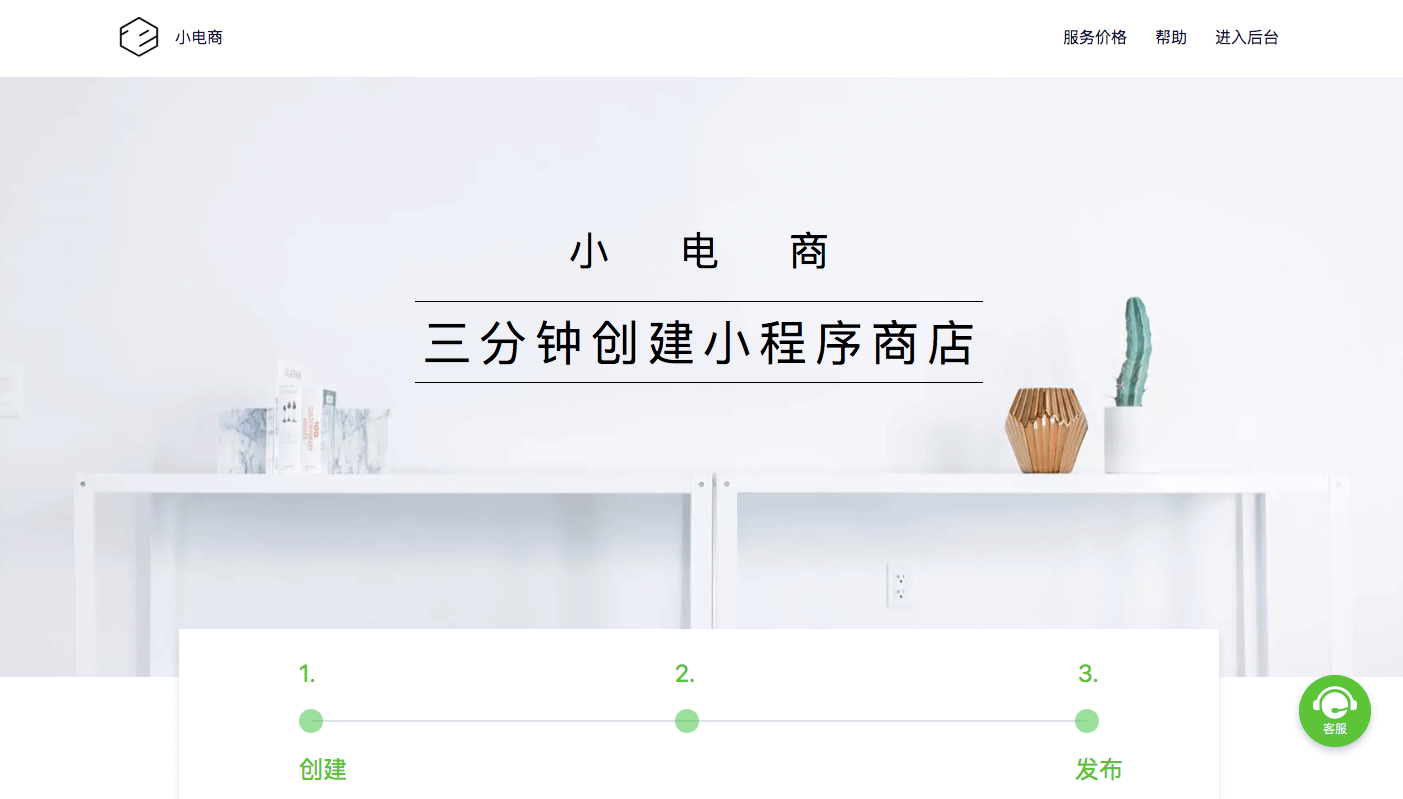 小电商
服务价格 帮助 进入后台
小电商
三分钟创建小程序商店
1. 2. 3.
创建 发布
客服